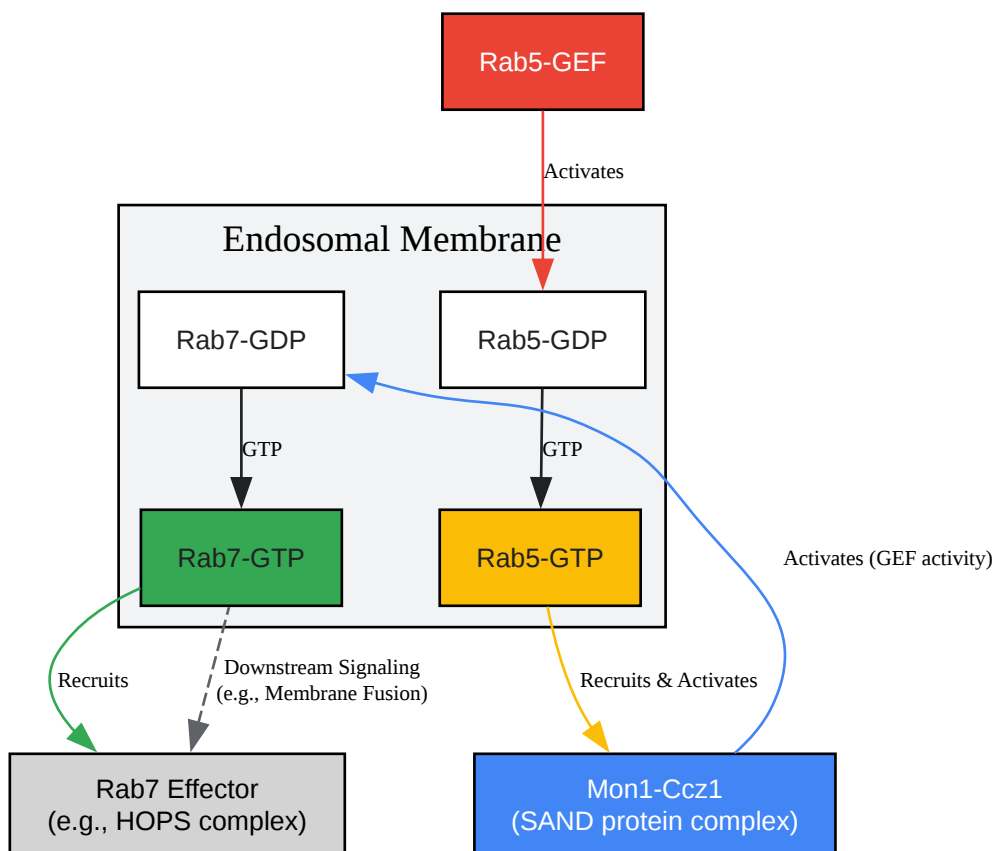 Rab5-GEF
Activates
Endosomal Membrane
Rab7-GDP
Rab5-GDP
GTP
GTP
Rab7-GTP
Rab5-GTP
Activates (GEF activity)
Recruits
Downstream Signaling
(e.g., Membrane Fusion)
Recruits & Activates
Rab7 Effector
(e.g., HOPS complex)
Mon1-Ccz1
(SAND protein complex)